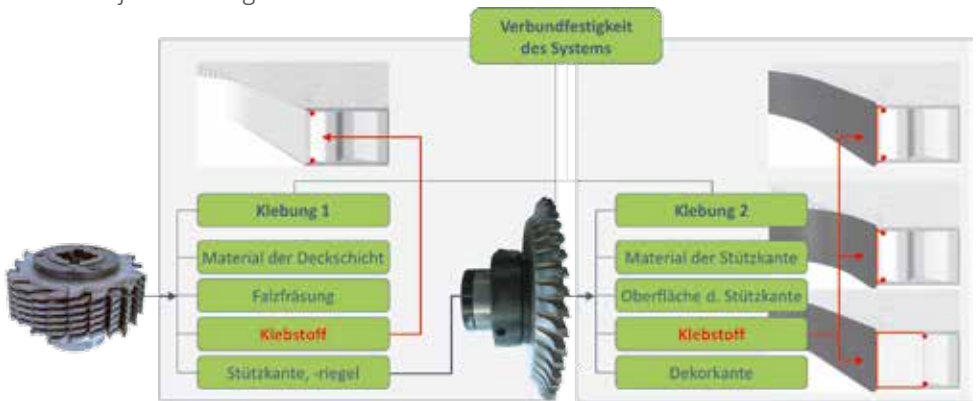 Verbundfestigkeit
des Systems
Klebung 1
Material der Deckschicht
Falzfräsung
Klebstoff
Stützkante, -riegel
Klebung 2
Material der Stützkante
Oberfläche d. Stützkante
Klebstoff
Dekorkante